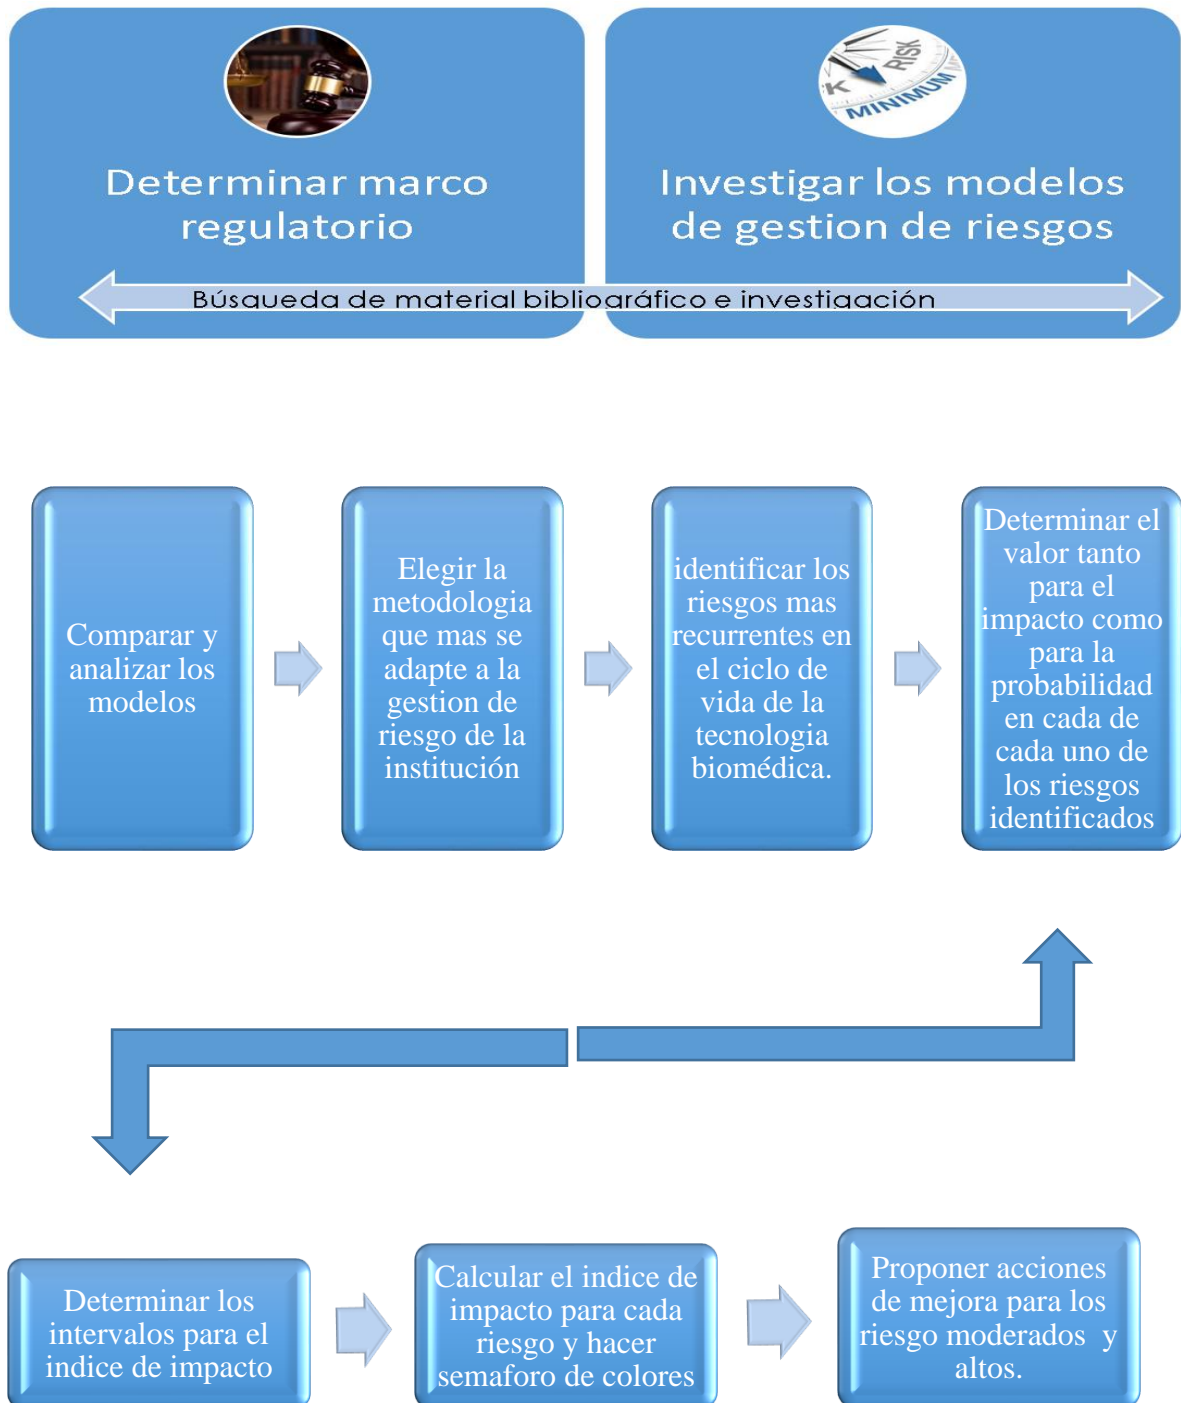 RISK
K
MINIMUM
Determinar marco
regulatorio
Investigar los modelos
de gestion de riesgos
Búsqueda de material bibliográfico e investigación
Comparar y
analizar los
modelos
Elegir la
metodologia
que mas se
adapte a la
gestion de
riesgo de la
institución
identificar los
riesgos mas
recurrentes en
el ciclo de
vida de la
tecnologia
biomédica.
Determinar el
valor tanto
para el
impacto como
para la
probabilidad
en cada de
cada uno de
los riesgos
identificados
Determinar los
intervalos para el
indice de impacto
Calcular el indice de
impacto para cada
riesgo y hacer
semaforo de colores
Proponer acciones
de mejora para los
riesgo moderados y
altos.